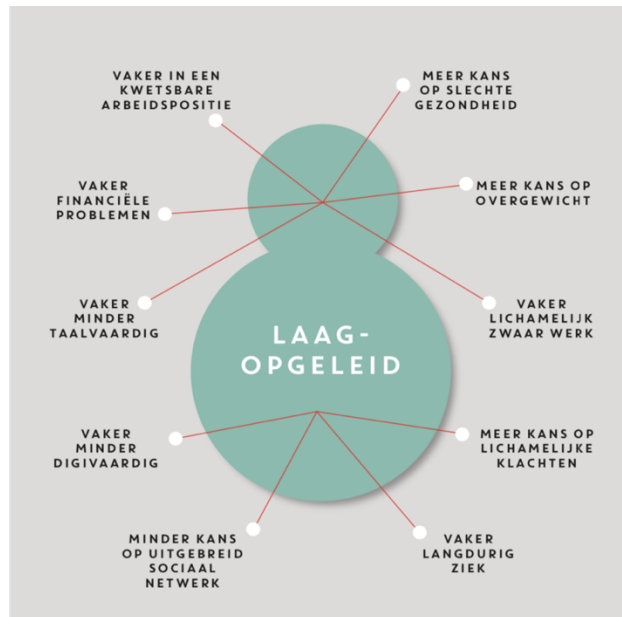 VAKER IN EEN
KWETSBARE
ARBEIDSPOSITIE
MEER KANS
OP SLECHTE
GEZONDHEID
VAKER
FINANCIËLE
PROBLEMEN
MEER KANS OP
OVERGEWICHT
VAKER
MINDER
TAALVAARDIG
VAKER
LICHAMELIJK
ZWAAR WERK
LAAG-
OPGELEID
VAKER
MINDER
DIGIVAARDIG
MEER KANS OP
LICHAMELIJKE
KLACHTEN
MINDER KANS
OP UITGEBREID
SOCIAAL
NETWERK
VAKER
LANGDURIG
ZIEK